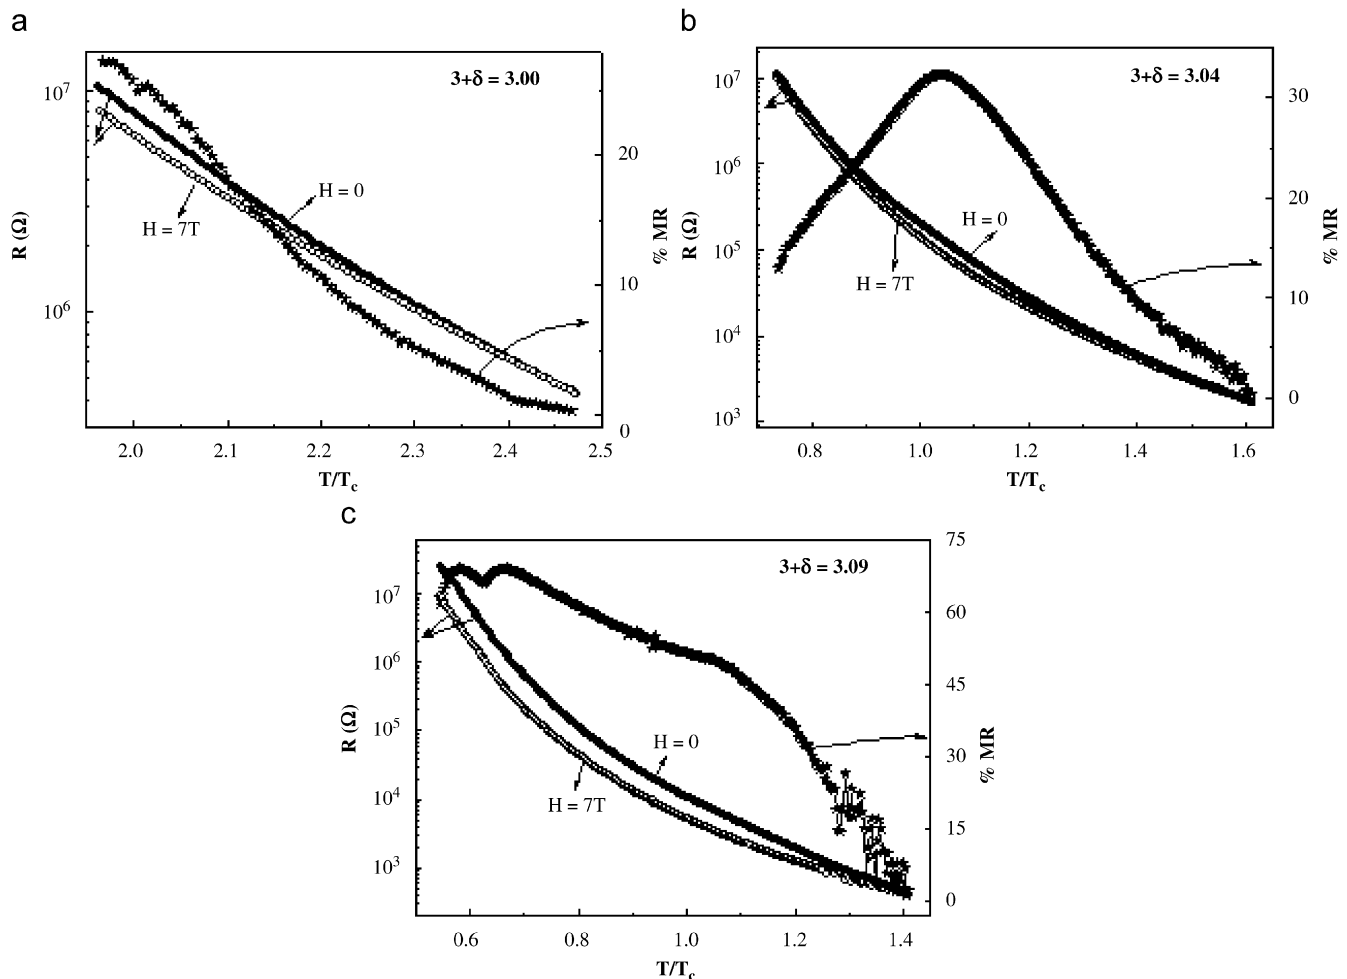 a
3+δ = 3.00
10⁷
10⁶
R (Ω)
H = 0
H = 7T
20
10
0
% MR
2.0 2.1 2.2 2.3 2.4 2.5
T/Tc
b
3+δ = 3.04
10⁷
10⁶
10⁵
10⁴
10³
R (Ω)
H = 0
H = 7T
30
20
10
0
% MR
0.8 1.0 1.2 1.4 1.6
T/Tc
c
3+δ = 3.09
10⁷
10⁶
10⁵
10⁴
10³
R (Ω)
H = 0
H = 7T
75
60
45
30
15
0
% MR
0.6 0.8 1.0 1.2 1.4
T/Tc